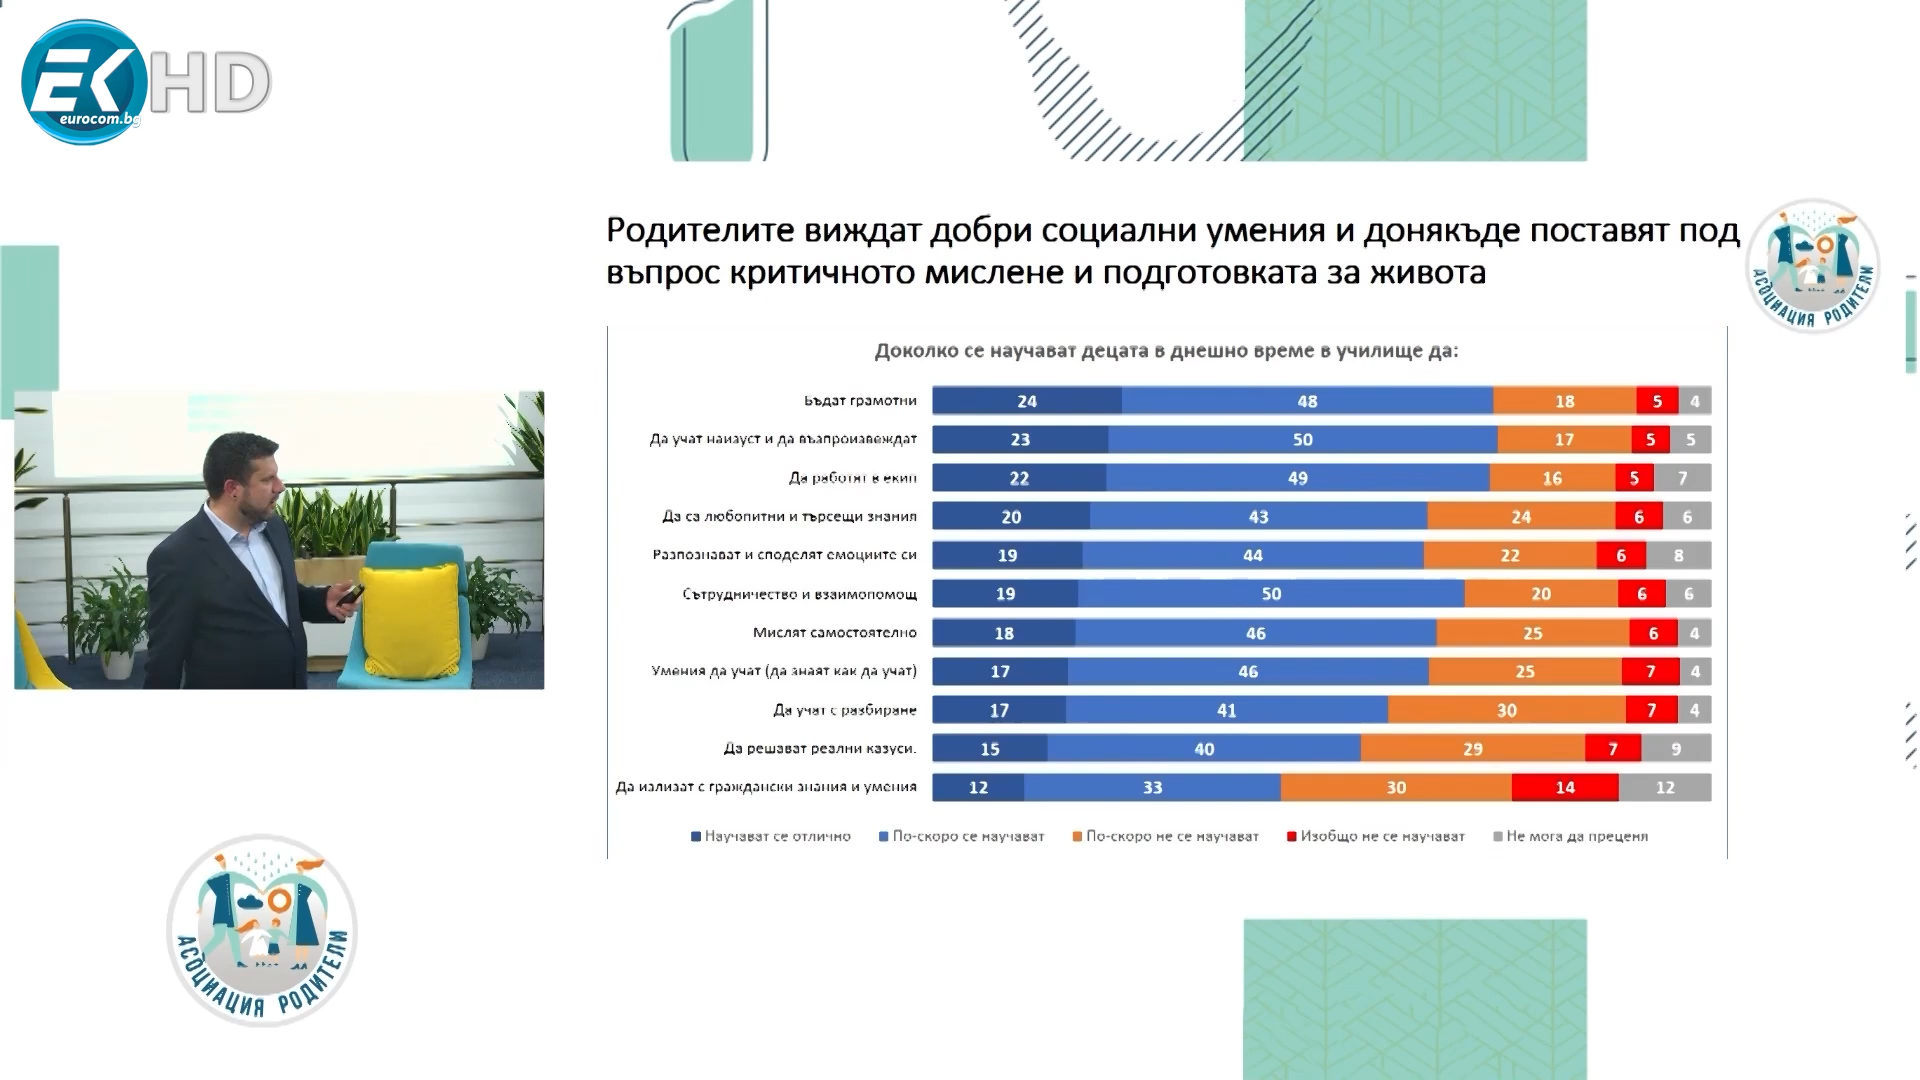 EK HD
eurocom.bg
Родителите виждат добри социални умения и донякъде поставят под
въпрос критичното мислене и подготовката за живота
АСОЦИАЦИЯ РОДИТЕЛИ
Доколко се научават децата в днешно време в училище да:
Бъдат грамотни 24 48 18 5 4
Да учат наизуст и да възпроизвеждат 23 50 17 5 5
Да работят в екип 22 49 16 5 7
Да са любопитни и търсещи знания 20 43 24 6 6
Разпознават и споделят емоциите си 19 44 22 6 8
Сътрудничество и взаимопомощ 19 50 20 6 6
Мислят самостоятелно 18 46 25 6 4
Умения да учат (да знаят как да учат) 17 46 25 7 4
Да учат с разбиране 17 41 30 7 4
Да решават реални казуси. 15 40 29 7 9
Да излизат с граждански знания и умения 12 33 30 14 12
Научават се отлично По-скоро се научават По-скоро не се научават Изобщо не се научават Не мога да преценя
АСОЦИАЦИЯ РОДИТЕЛИ